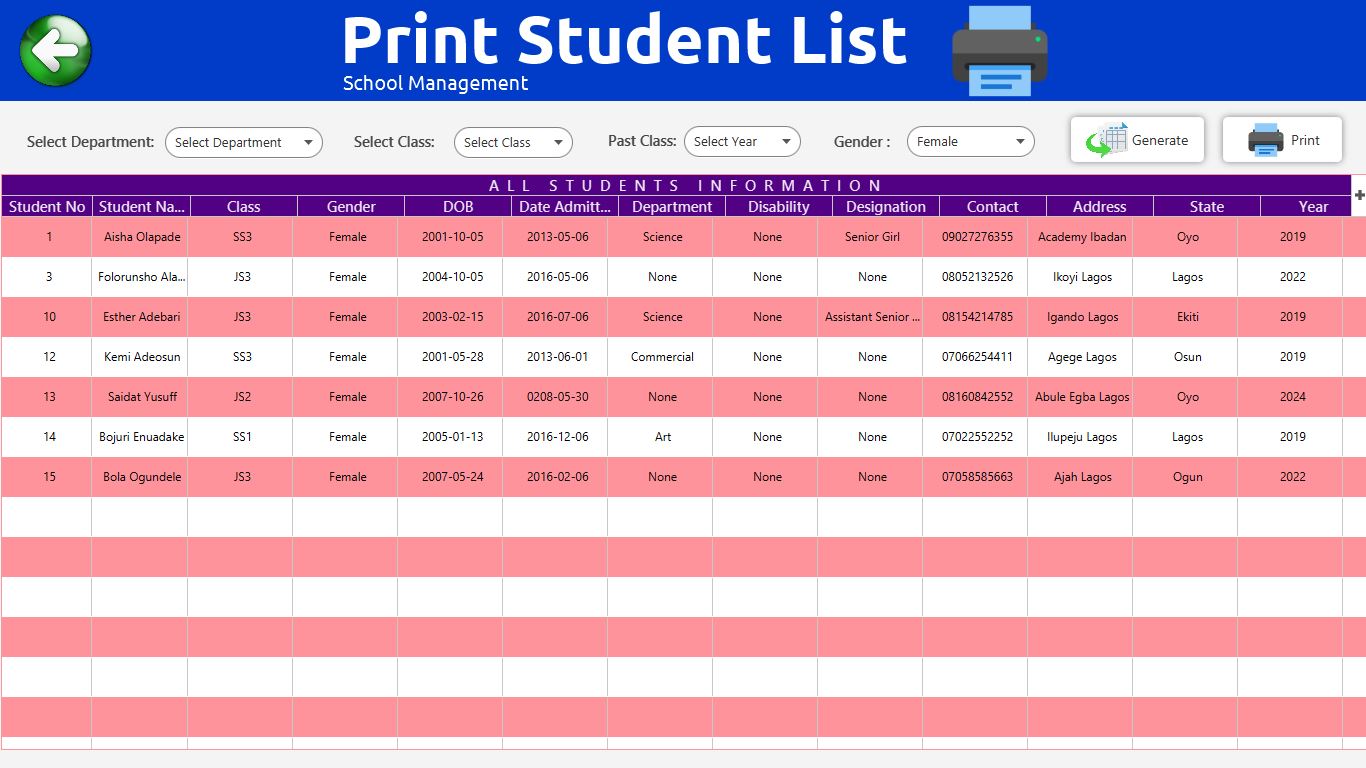 Print Student List
School Management
Select Department: Select Department Select Class: Select Class Past Class: Select Year Gender : Female Generate Print
ALL STUDENTS INFORMATION
Student No Student Na... Class Gender DOB Date Admitt... Department Disability Designation Contact Address State Year
1 Aisha Olapade SS3 Female 2001-10-05 2013-05-06 Science None Senior Girl 09027276355 Academy Ibadan Oyo 2019
3 Folorunsho Ala... JS3 Female 2004-10-05 2016-05-06 None None None 08052132526 Ikoyi Lagos Lagos 2022
10 Esther Adebari JS3 Female 2003-02-15 2016-07-06 Science None Assistant Senior ... 08154214785 Igando Lagos Ekiti 2019
12 Kemi Adeosun SS3 Female 2001-05-28 2013-06-01 Commercial None None 07066254411 Agege Lagos Osun 2019
13 Saidat Yusuff JS2 Female 2007-10-26 0208-05-30 None None None 08160842552 Abule Egba Lagos Oyo 2024
14 Bojuri Enuadake SS1 Female 2005-01-13 2016-12-06 Art None None 07022552252 Ilupeju Lagos Lagos 2019
15 Bola Ogundele JS3 Female 2007-05-24 2016-02-06 None None None 07058585663 Ajah Lagos Ogun 2022